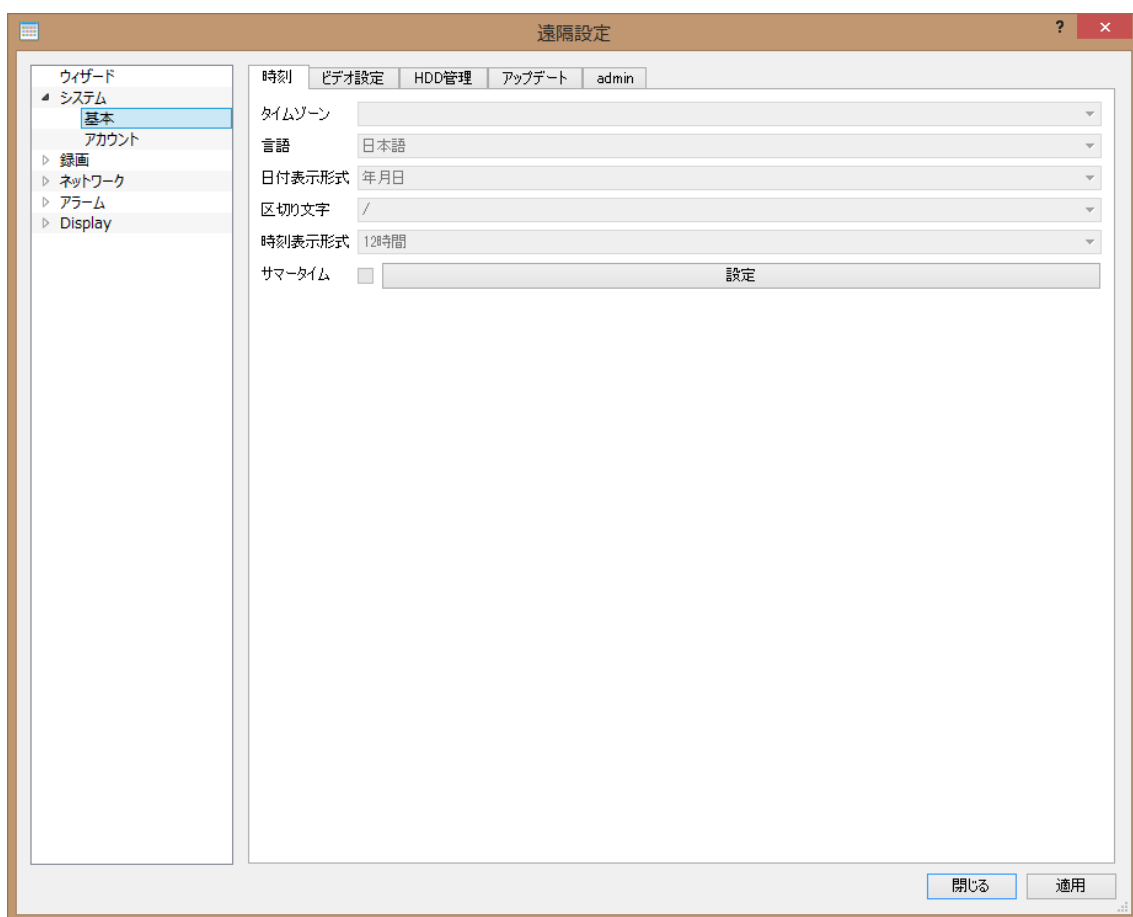 遠隔設定
?
ウィザード
システム
基本
アカウント
録画
ネットワーク
アラーム
Display
時刻 ビデオ設定 HDD管理 アップデート admin
タイムゾーン
言語 日本語
日付表示形式 年月日
区切り文字 /
時刻表示形式 12時間
サマータイム 設定
閉じる 適用